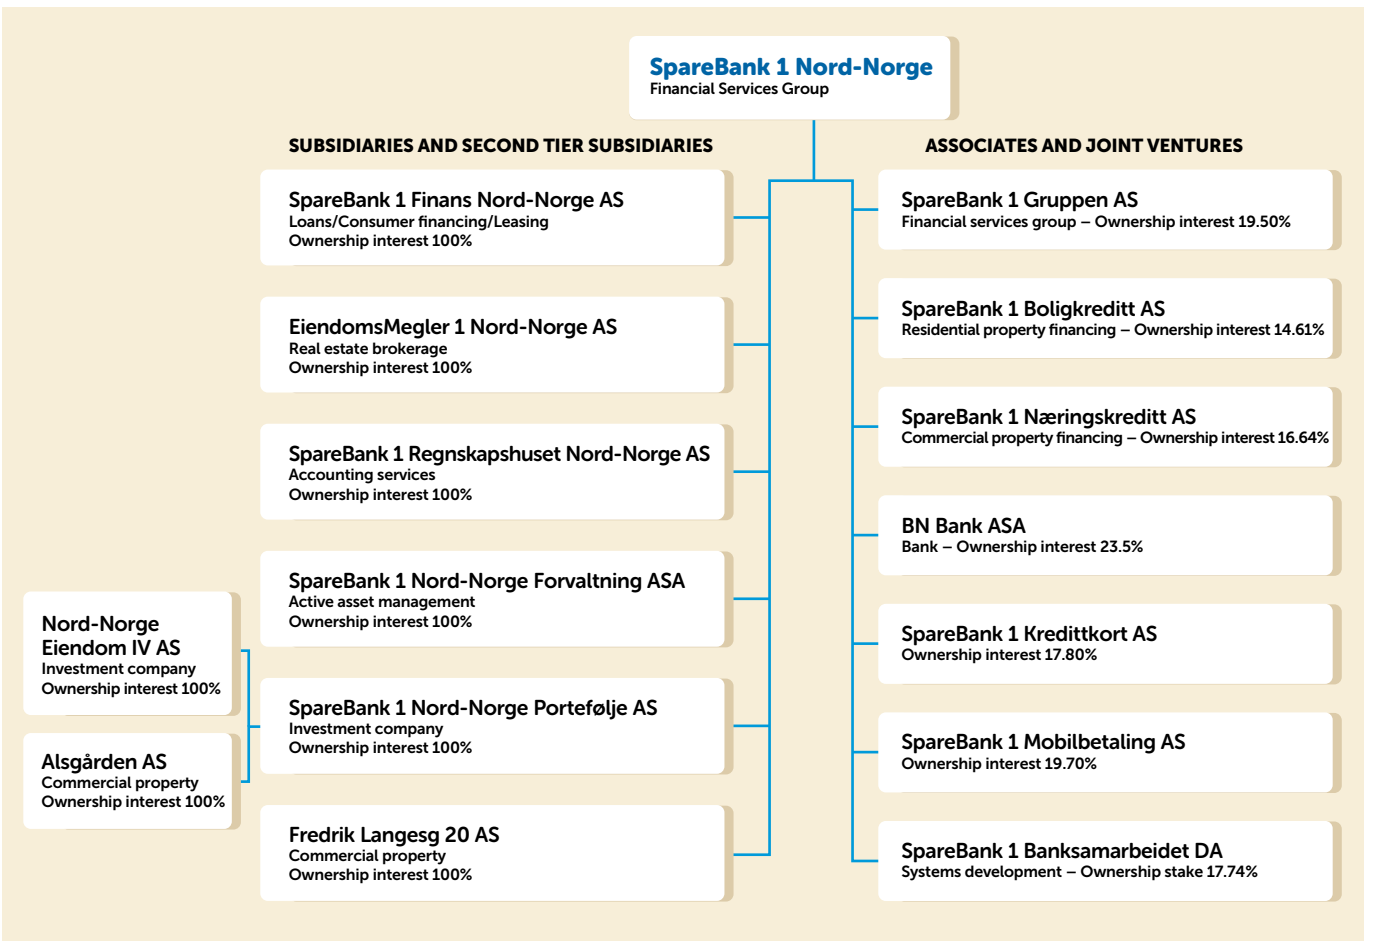 SpareBank 1 Nord-Norge
Financial Services Group
SUBSIDIARIES AND SECOND TIER SUBSIDIARIES
SpareBank 1 Finans Nord-Norge AS
Loans/Consumer financing/Leasing
Ownership interest 100%
EiendomsMegler 1 Nord-Norge AS
Real estate brokerage
Ownership interest 100%
SpareBank 1 Regnskapshuset Nord-Norge AS
Accounting services
Ownership interest 100%
SpareBank 1 Nord-Norge Forvaltning ASA
Active asset management
Ownership interest 100%
SpareBank 1 Nord-Norge Portefølje AS
Investment company
Ownership interest 100%
Nord-Norge
Eiendom IV AS
Investment company
Ownership interest 100%
Alsgården AS
Commercial property
Ownership interest 100%
Fredrik Langesg 20 AS
Commercial property
Ownership interest 100%
ASSOCIATES AND JOINT VENTURES
SpareBank 1 Gruppen AS
Financial services group – Ownership interest 19.50%
SpareBank 1 Boligkreditt AS
Residential property financing – Ownership interest 14.61%
SpareBank 1 Næringskreditt AS
Commercial property financing – Ownership interest 16.64%
BN Bank ASA
Bank – Ownership interest 23.5%
SpareBank 1 Kredittkort AS
Ownership interest 17.80%
SpareBank 1 Mobilbetaling AS
Ownership interest 19.70%
SpareBank 1 Banksamarbeidet DA
Systems development – Ownership stake 17.74%